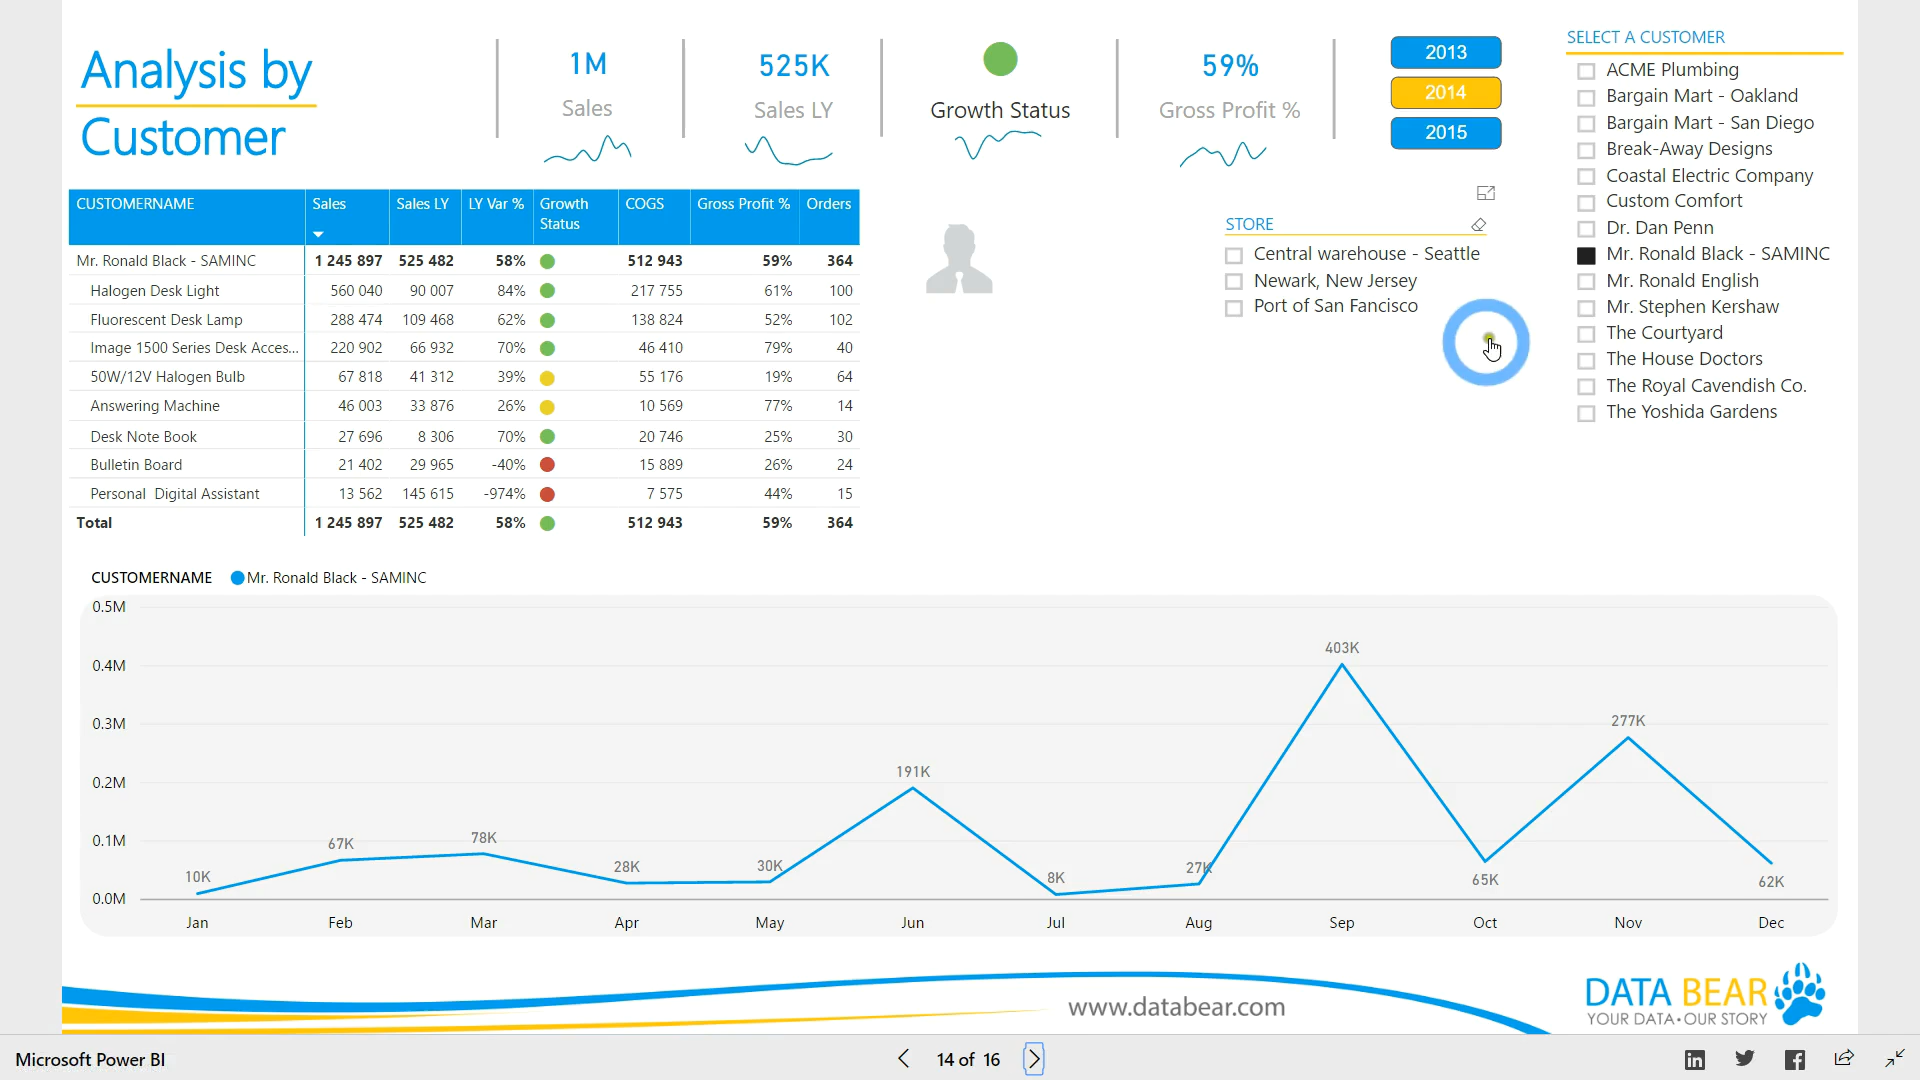 Analysis by
Customer
1M
Sales
525K
Sales LY
Growth Status
59%
Gross Profit %
2013
2014
2015
SELECT A CUSTOMER
ACME Plumbing
Bargain Mart - Oakland
Bargain Mart - San Diego
Break-Away Designs
Coastal Electric Company
Custom Comfort
Dr. Dan Penn
Mr. Ronald Black - SAMINC
Mr. Ronald English
Mr. Stephen Kershaw
The Courtyard
The House Doctors
The Royal Cavendish Co.
The Yoshida Gardens
STORE
Central warehouse - Seattle
Newark, New Jersey
Port of San Fancisco
CUSTOMERNAME Sales Sales LY LY Var % Growth Status COGS Gross Profit % Orders
Mr. Ronald Black - SAMINC 1 245 897 525 482 58% 512 943 59% 364
Halogen Desk Light 560 040 90 007 84% 217 755 61% 100
Fluorescent Desk Lamp 288 474 109 468 62% 138 824 52% 102
Image 1500 Series Desk Acces... 220 902 66 932 70% 46 410 79% 40
50W/12V Halogen Bulb 67 818 41 312 39% 55 176 19% 64
Answering Machine 46 003 33 876 26% 10 569 77% 14
Desk Note Book 27 696 8 306 70% 20 746 25% 30
Bulletin Board 21 402 29 965 -40% 15 889 26% 24
Personal Digital Assistant 13 562 145 615 -974% 7 575 44% 15
Total 1 245 897 525 482 58% 512 943 59% 364
CUSTOMERNAME Mr. Ronald Black - SAMINC
0.5M
0.4M
0.3M
0.2M
0.1M
0.0M
10K
67K
78K
28K
30K
191K
8K
27K
403K
65K
277K
62K
Jan Feb Mar Apr May Jun Jul Aug Sep Oct Nov Dec
www.databear.com
DATA BEAR
YOUR DATA•OUR STORY
Microsoft Power BI
14 of 16